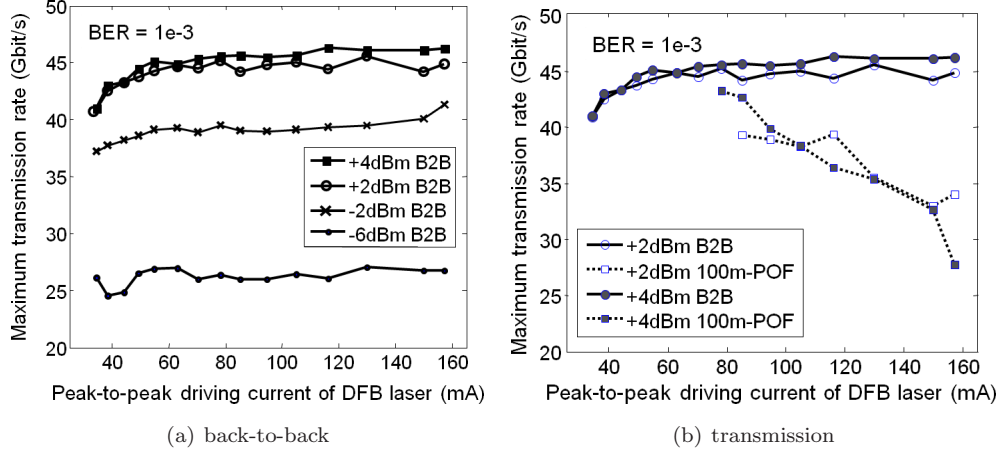 Maximum transmission rate (Gbit/s)
50
45
40
35
30
25
20
BER = 1e-3
+4dBm B2B
+2dBm B2B
-2dBm B2B
-6dBm B2B
40 60 80 100 120 140 160
Peak-to-peak driving current of DFB laser (mA)
(a) back-to-back
Maximum transmission rate (Gbit/s)
50
45
40
35
30
25
20
BER = 1e-3
+2dBm B2B
+2dBm 100m-POF
+4dBm B2B
+4dBm 100m-POF
40 60 80 100 120 140 160
Peak-to-peak driving current of DFB laser (mA)
(b) transmission